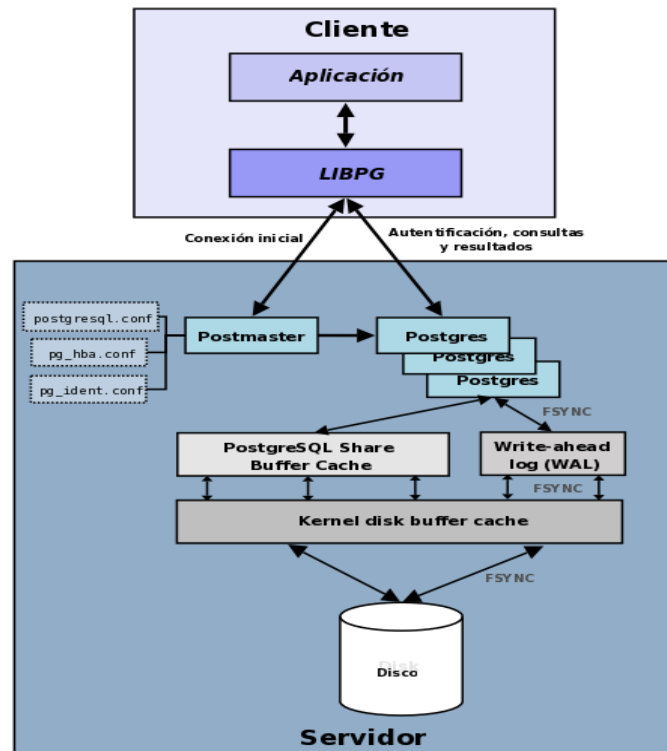 Cliente
Aplicación
LIBPG
Conexión inicial
Autentificación, consultas
y resultados
postgresql.conf
pg_hba.conf
pg_ident.conf
Postmaster
Postgres
Postgres
Postgres
FSYNC
PostgreSQL Share
Buffer Cache
Write-ahead
log (WAL)
FSYNC
Kernel disk buffer cache
FSYNC
Disk
Disco
Servidor